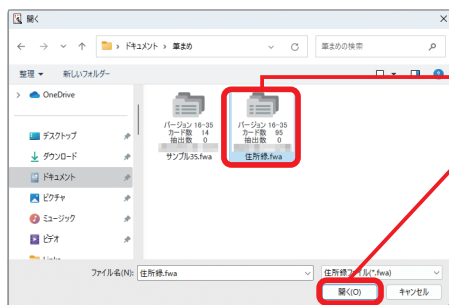 開く
ドキュメント › 筆まめ
筆まめの検索
整理 新しいフォルダー
OneDrive
デスクトップ
ダウンロード
ドキュメント
ピクチャ
ミュージック
ビデオ
バージョン 16-35
カード数 14
抽出数 0
サンプル35.fwa
バージョン 16-35
カード数 95
抽出数 0
住所録.fwa
ファイル名(N): 住所録.fwa
住所録ファイル(*.fwa)
開く(O) キャンセル